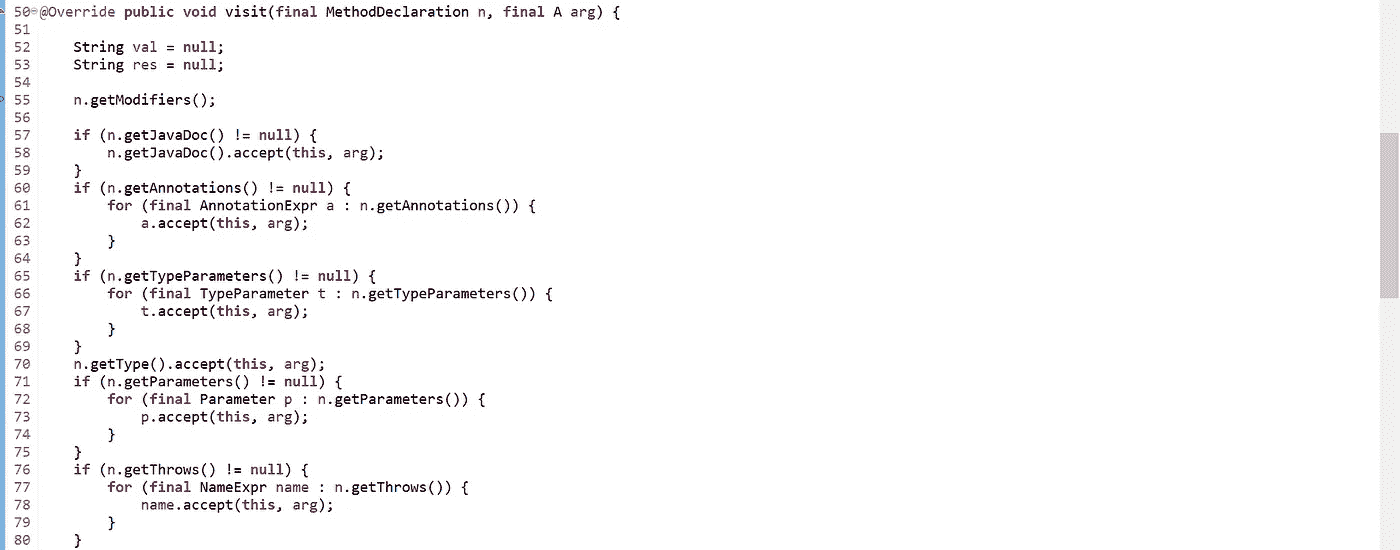 50 @Override public void visit(final MethodDeclaration n, final A arg) {
51
52     String val = null;
53     String res = null;
54
55     n.getModifiers();
56
57     if (n.getJavaDoc() != null) {
58         n.getJavaDoc().accept(this, arg);
59     }
60     if (n.getAnnotations() != null) {
61         for (final AnnotationExpr a : n.getAnnotations()) {
62             a.accept(this, arg);
63         }
64     }
65     if (n.getTypeParameters() != null) {
66         for (final TypeParameter t : n.getTypeParameters()) {
67             t.accept(this, arg);
68         }
69     }
70     n.getType().accept(this, arg);
71     if (n.getParameters() != null) {
72         for (final Parameter p : n.getParameters()) {
73             p.accept(this, arg);
74         }
75     }
76     if (n.getThrows() != null) {
77         for (final NameExpr name : n.getThrows()) {
78             name.accept(this, arg);
79         }
80     }